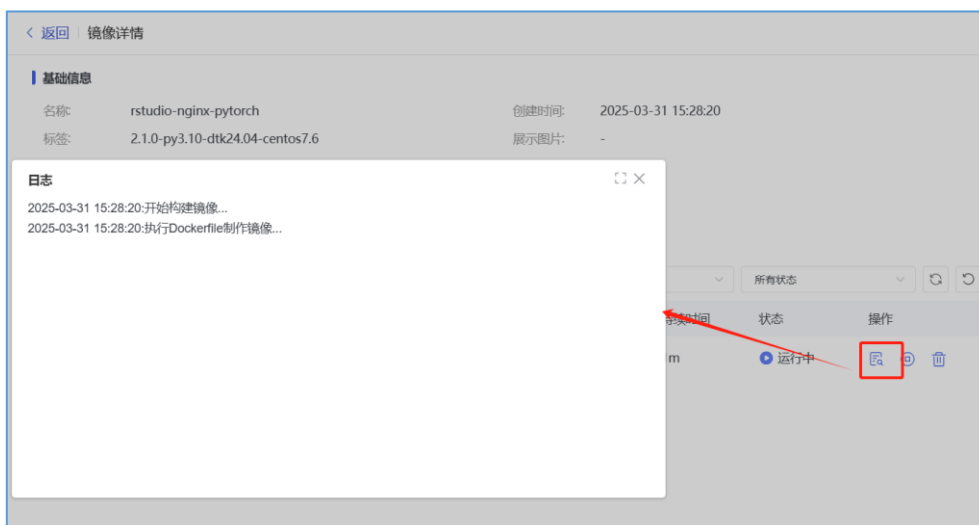 返回 镜像详情
基础信息
名称: rstudio-nginx-pytorch 创建时间: 2025-03-31 15:28:20
标签: 2.1.0-py3.10-dtk24.04-centos7.6 展示图片: -
日志
2025-03-31 15:28:20:开始构建镜像...
2025-03-31 15:28:20:执行Dockerfile制作镜像...
所有状态
续时间 状态 操作
m 运行中